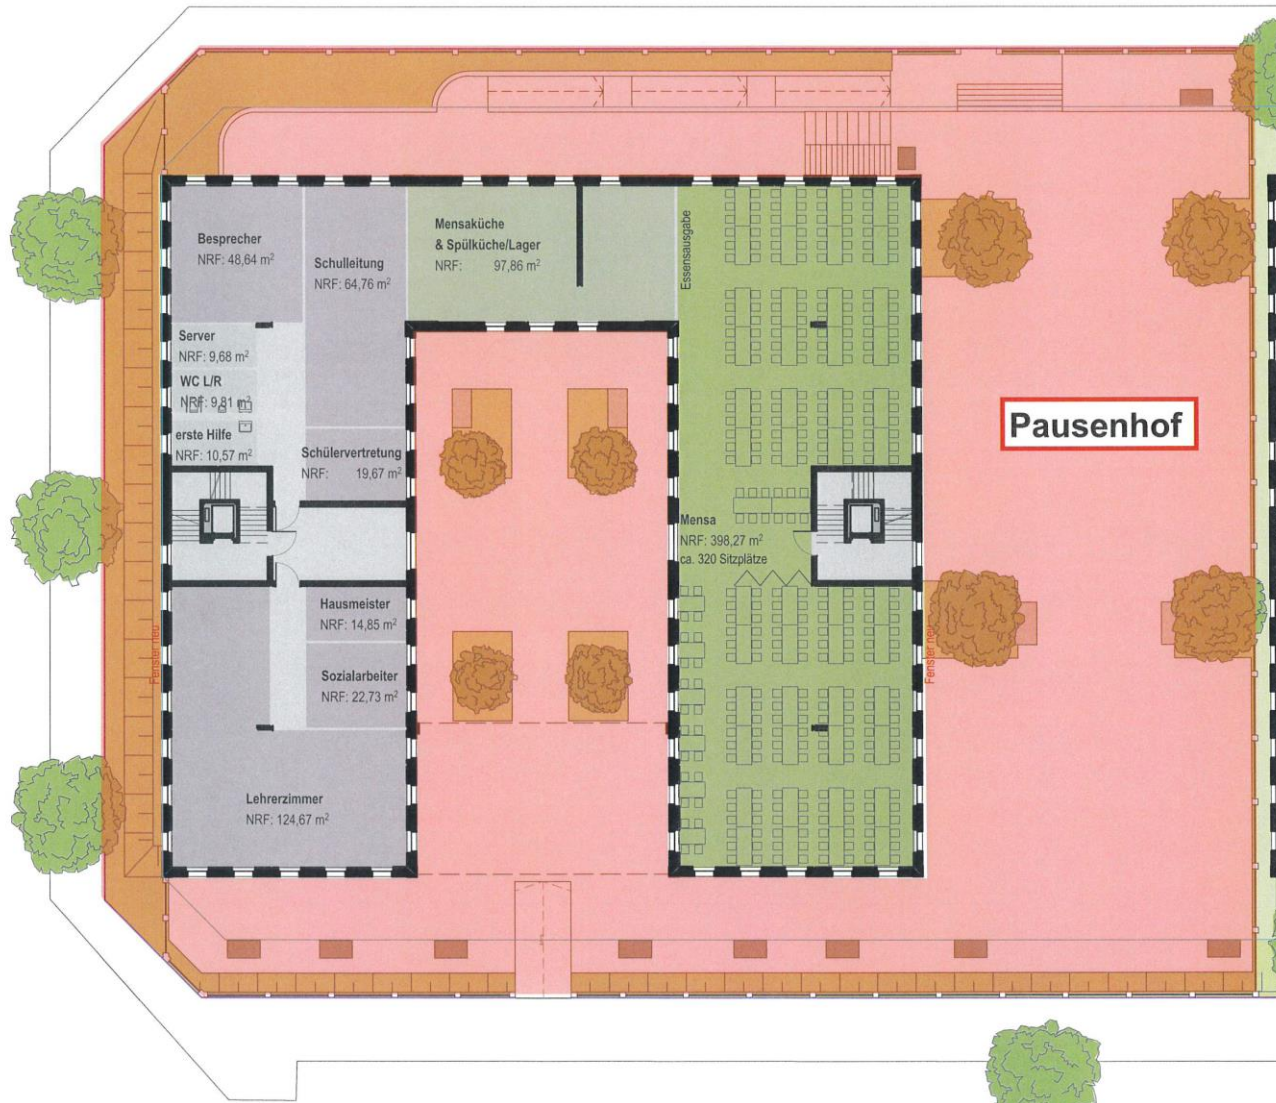 Besprecher
NRF: 48,64 m²
Schulleitung
NRF: 64,76 m²
Mensaküche
& Spülküche/Lager
NRF: 97,86 m²
Essensausgabe
Server
NRF: 9,68 m²
WC L/R
NRF: 9,81 m²
erste Hilfe
NRF: 10,57 m²
Schülervertretung
NRF: 19,67 m²
Pausenhof
Mensa
NRF: 398,27 m²
ca. 320 Sitzplätze
Hausmeister
NRF: 14,85 m²
Sozialarbeiter
NRF: 22,73 m²
Fenster neu
Fenster neu
Lehrerzimmer
NRF: 124,67 m²